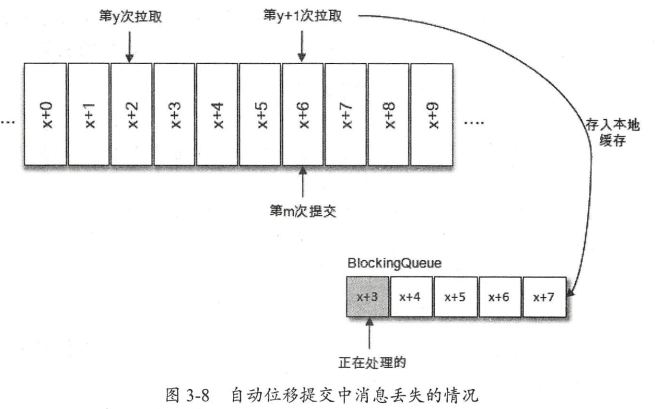 第y次拉取 第y+1次拉取
... x+0 x+1 x+2 x+3 x+4 x+5 x+6 x+7 x+8 x+9 ....
存入本地
缓存
第m次提交
BlockingQueue
x+3 x+4 x+5 x+6 x+7
正在处理的
图 3-8 自动位移提交中消息丢失的情况